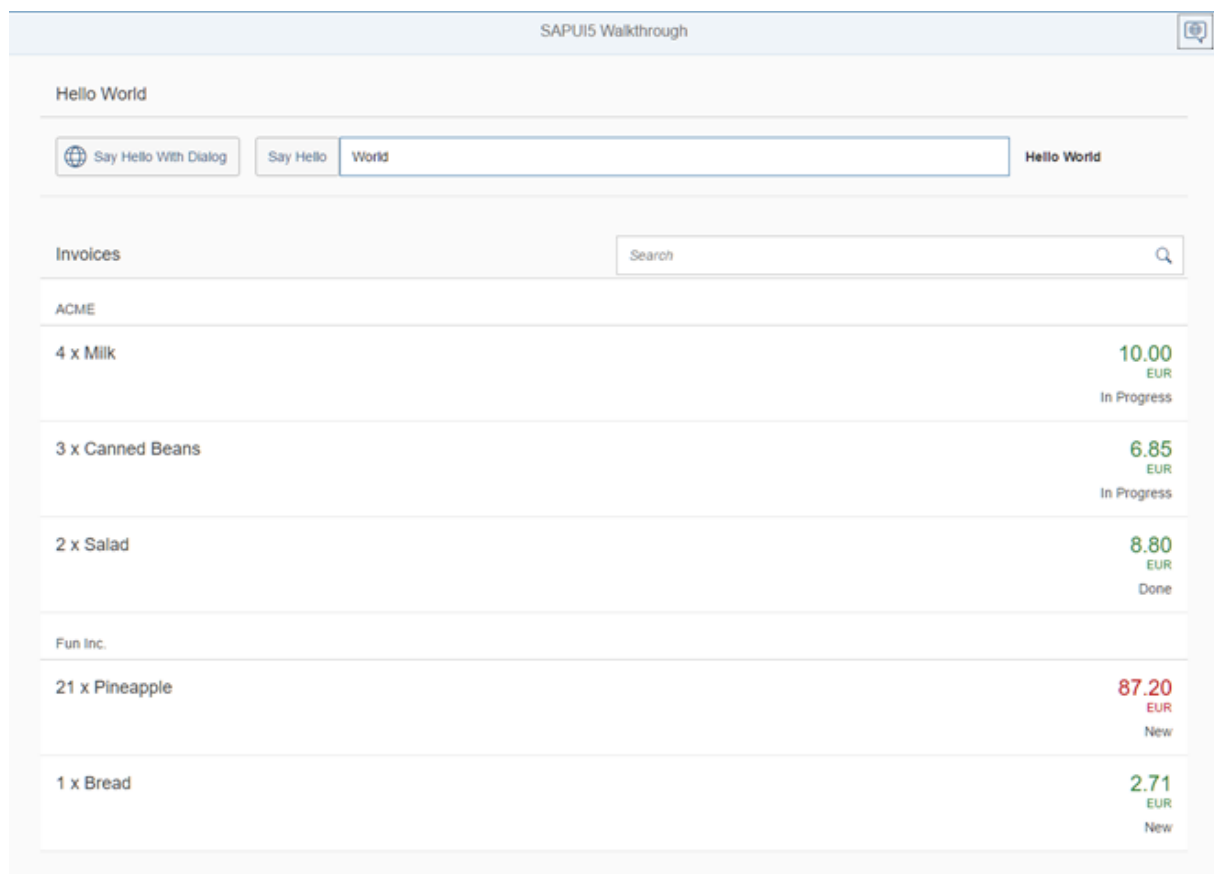 SAPUI5 Walkthrough
Hello World
Say Hello With Dialog
Say Hello
World
Hello World
Invoices
Search
ACME
4 x Milk
10.00
EUR
In Progress
3 x Canned Beans
6.85
EUR
In Progress
2 x Salad
8.80
EUR
Done
Fun Inc.
21 x Pineapple
87.20
EUR
New
1 x Bread
2.71
EUR
New